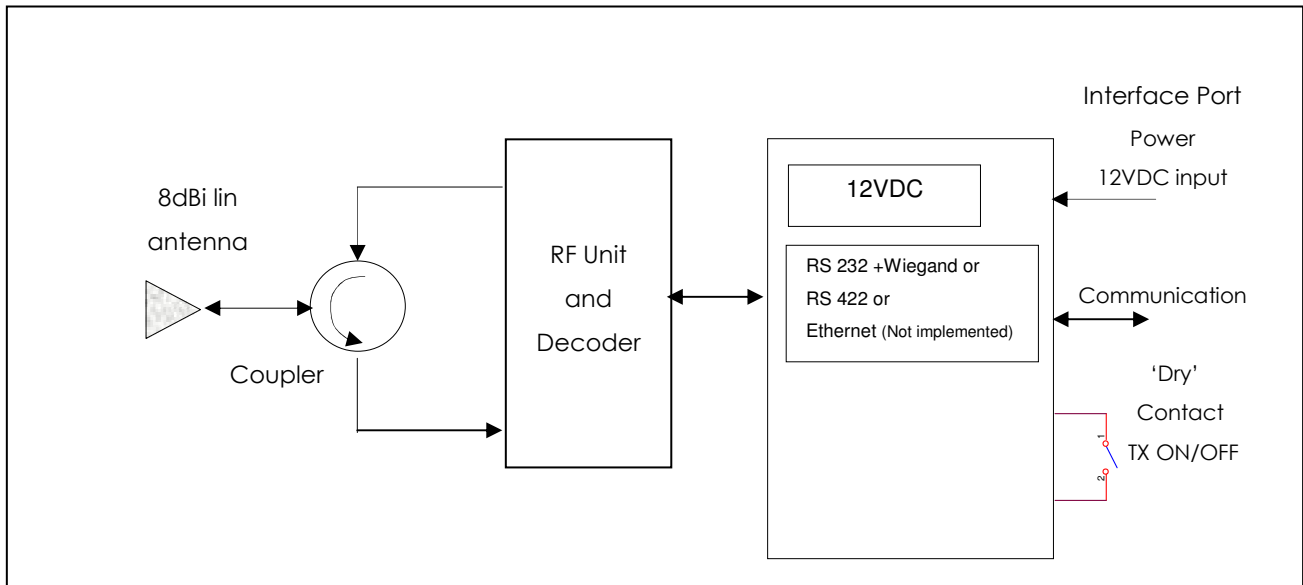 8dBi lin
antenna
Coupler
RF Unit
and
Decoder
12VDC
RS 232 +Wiegand or
RS 422 or
Ethernet (Not implemented)
Interface Port
Power
12VDC input
Communication
‘Dry’
Contact
TX ON/OFF
1
2